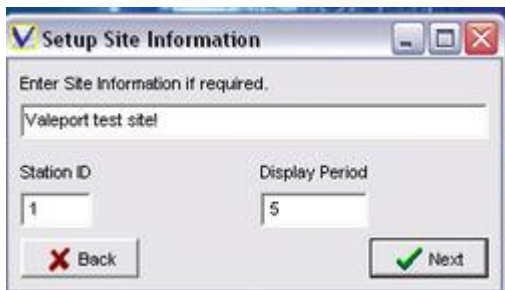 Setup Site Information
Enter Site Information if required.
Valeport test site!
Station ID Display Period
1 5
Back Next